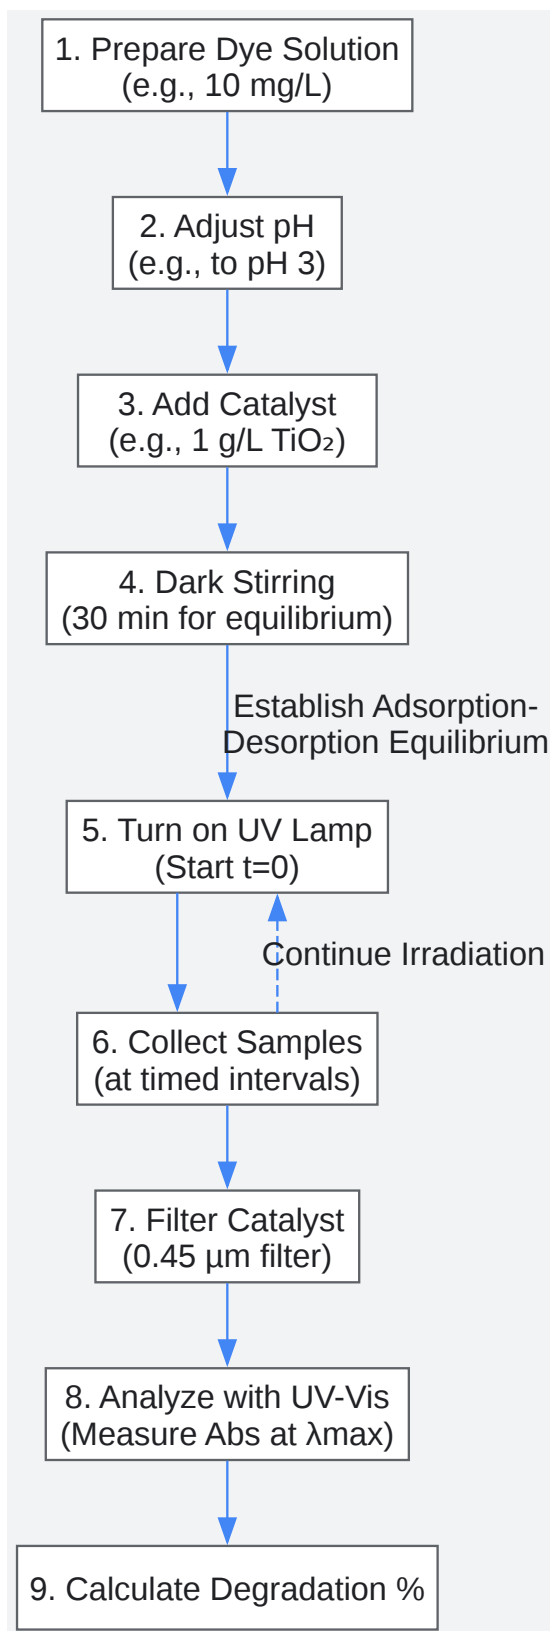 1. Prepare Dye Solution
(e.g., 10 mg/L)
2. Adjust pH
(e.g., to pH 3)
3. Add Catalyst
(e.g., 1 g/L TiO₂)
4. Dark Stirring
(30 min for equilibrium)
Establish Adsorption-
Desorption Equilibrium
5. Turn on UV Lamp
(Start t=0)
Continue Irradiation
6. Collect Samples
(at timed intervals)
7. Filter Catalyst
(0.45 µm filter)
8. Analyze with UV-Vis
(Measure Abs at λmax)
9. Calculate Degradation %